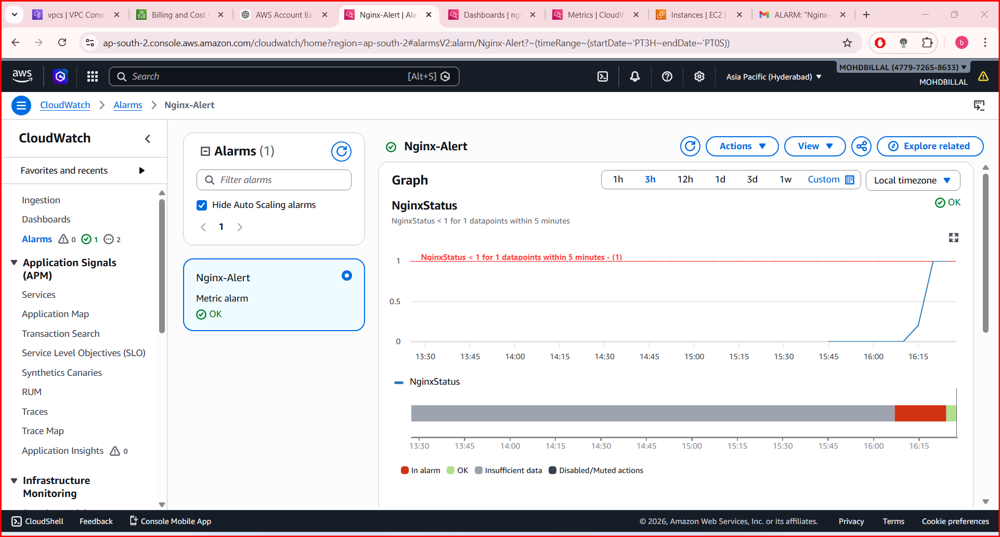 vpcs | VPC Cons
Billing and Cost
AWS Account Ba
Nginx-Alert | Ala
Dashboards | ng
Metrics | CloudW
Instances | EC2 |
ALARM: "Nginx-
ap-south-2.console.aws.amazon.com/cloudwatch/home?region=ap-south-2#alarmsV2:alarm/Nginx-Alert?~(timeRange~(startDate~'PT3H~endDate~'PT0S))
b
aws
Search
[Alt+S]
Asia Pacific (Hyderabad)
MOHDBILLAL (4779-7265-8633)
MOHDBILLAL
CloudWatch
Alarms
Nginx-Alert
CloudWatch
Favorites and recents
Ingestion
Dashboards
Alarms 0 1 2
Application Signals
(APM)
Services
Application Map
Transaction Search
Service Level Objectives (SLO)
Synthetics Canaries
RUM
Traces
Trace Map
Application Insights 0
Infrastructure
Monitoring
Alarms (1)
Filter alarms
Hide Auto Scaling alarms
1
Nginx-Alert
Metric alarm
OK
Nginx-Alert
Actions
View
Explore related
Graph
1h 3h 12h 1d 3d 1w Custom
Local timezone
NginxStatus
OK
NginxStatus < 1 for 1 datapoints within 5 minutes
NginxStatus < 1 for 1 datapoints within 5 minutes - (1)
1
0.5
0
13:30 13:45 14:00 14:15 14:30 14:45 15:00 15:15 15:30 15:45 16:00 16:15
NginxStatus
13:30 13:45 14:00 14:15 14:30 14:45 15:00 15:15 15:30 15:45 16:00 16:15
In alarm OK Insufficient data Disabled/Muted actions
CloudShell Feedback Console Mobile App
© 2026, Amazon Web Services, Inc. or its affiliates. Privacy Terms Cookie preferences